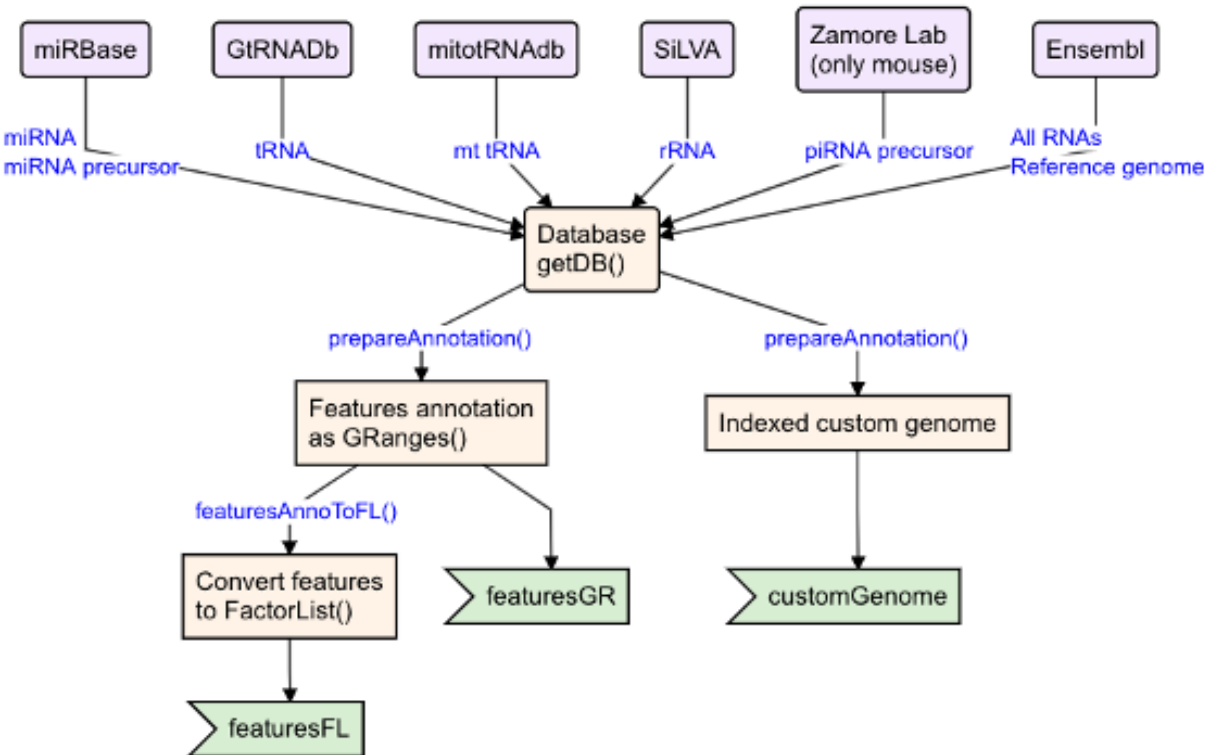 miRBase
GtRNADb
mitotRNAdb
SiLVA
Zamore Lab
(only mouse)
Ensembl
miRNA
miRNA precursor
tRNA
mt tRNA
rRNA
piRNA precursor
All RNAs
Reference genome
Database
getDB()
prepareAnnotation()
prepareAnnotation()
Features annotation
as GRanges()
Indexed custom genome
featuresAnnoToFL()
Convert features
to FactorList()
featuresGR
customGenome
featuresFL